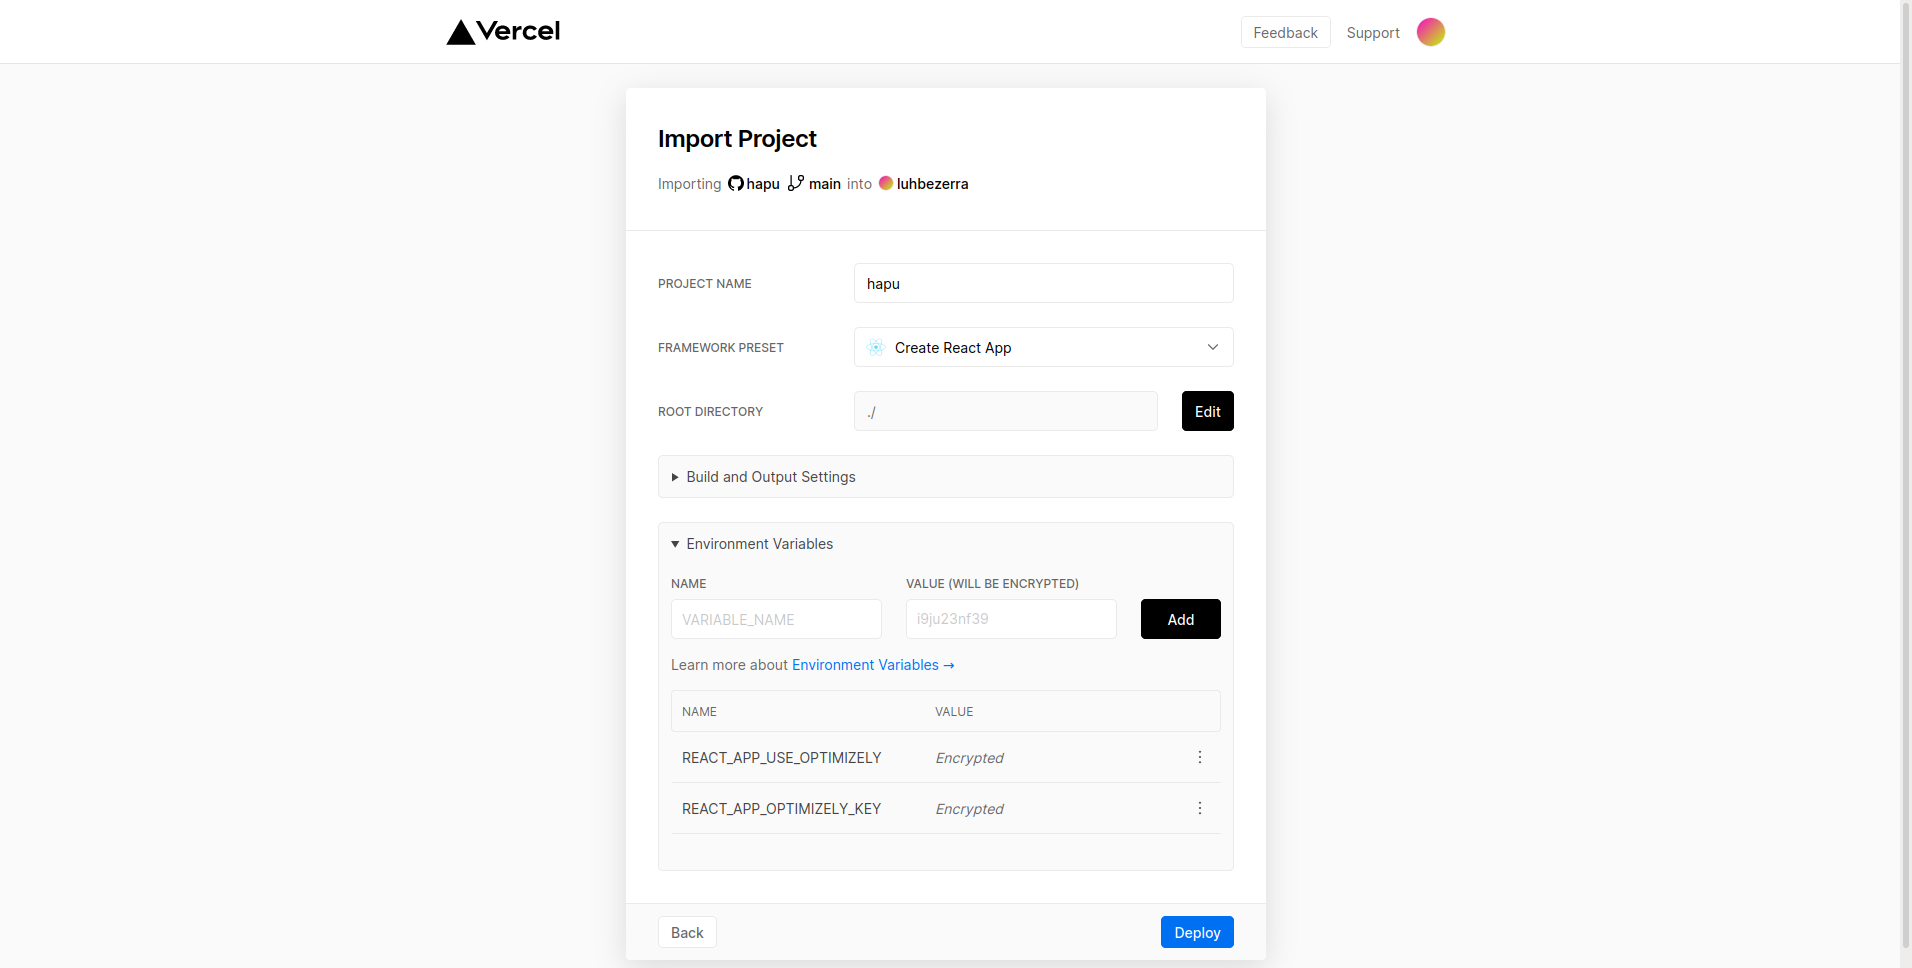 Vercel
Feedback Support
Import Project
Importing hapu main into luhbezerra
PROJECT NAME hapu
FRAMEWORK PRESET Create React App
ROOT DIRECTORY ./ Edit
Build and Output Settings
Environment Variables
NAME VALUE (WILL BE ENCRYPTED)
VARIABLE_NAME i9ju23nf39 Add
Learn more about Environment Variables →
NAME VALUE
REACT_APP_USE_OPTIMIZELY Encrypted
REACT_APP_OPTIMIZELY_KEY Encrypted
Back Deploy